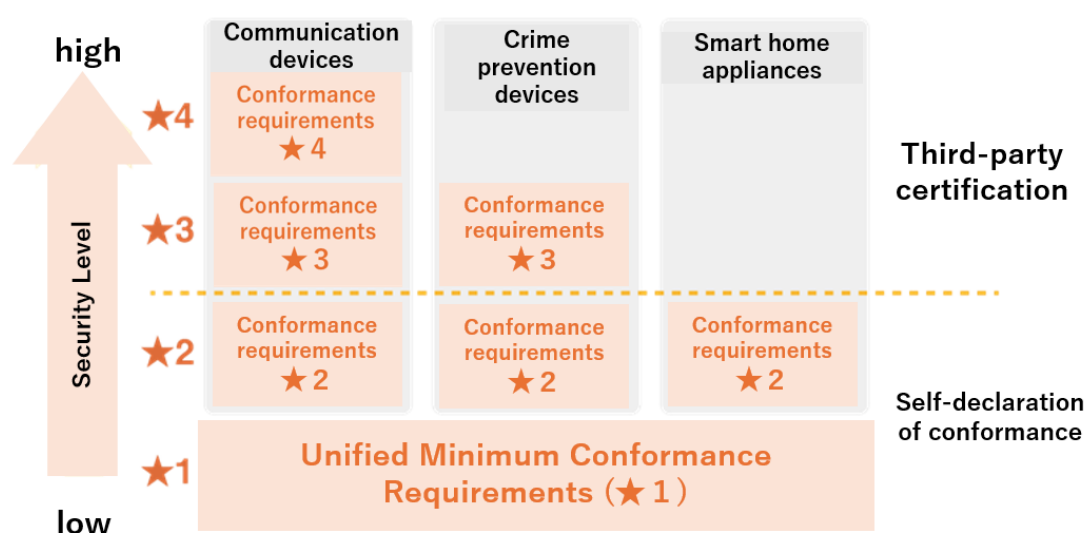 high
Communication
devices
Crime
prevention
devices
Smart home
appliances
★4
Conformance
requirements
★4
Third-party
certification
★3
Conformance
requirements
★3
Conformance
requirements
★3
Security Level
★2
Conformance
requirements
★2
Conformance
requirements
★2
Conformance
requirements
★2
Self-declaration
of conformance
★1
Unified Minimum Conformance
Requirements (★1)
low